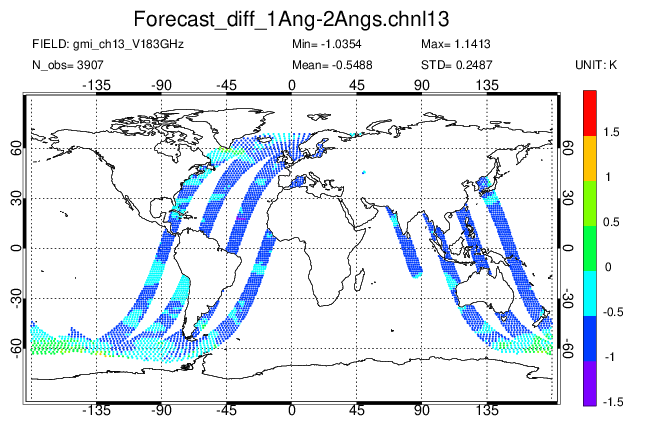 Forecast_diff_1Ang-2Angs.chnl13
FIELD: gmi_ch13_V183GHz Min= -1.0354 Max= 1.1413
N_obs= 3907 Mean= -0.5488 STD= 0.2487 UNIT: K
-135 -90 -45 0 45 90 135
60 60
30 30
0 0
-30 -30
-60 -60
-135 -90 -45 0 45 90 135
1.5
1
0.5
0
-0.5
-1
-1.5